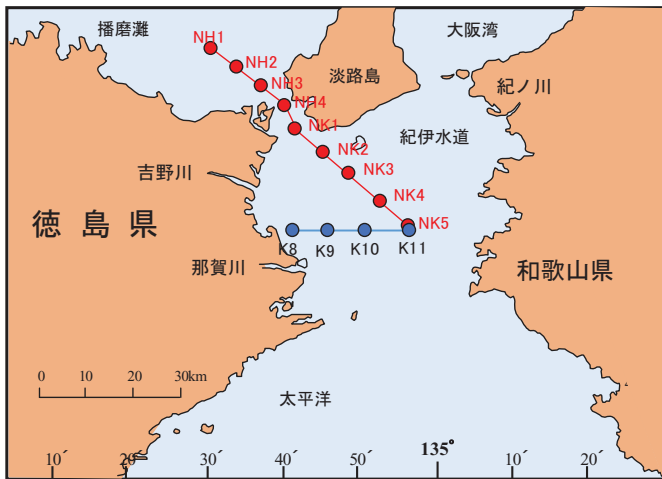 播磨灘
大阪湾
NH1
NH2
淡路島
NH3
紀ノ川
NH4
NK1
紀伊水道
NK2
吉野川
NK3
NK4
徳島県
NK5
K8
K9
K10
K11
那賀川
和歌山県
0 10 20 30km
太平洋
10´ 20´ 30´ 40´ 50´ 135° 10´ 20´